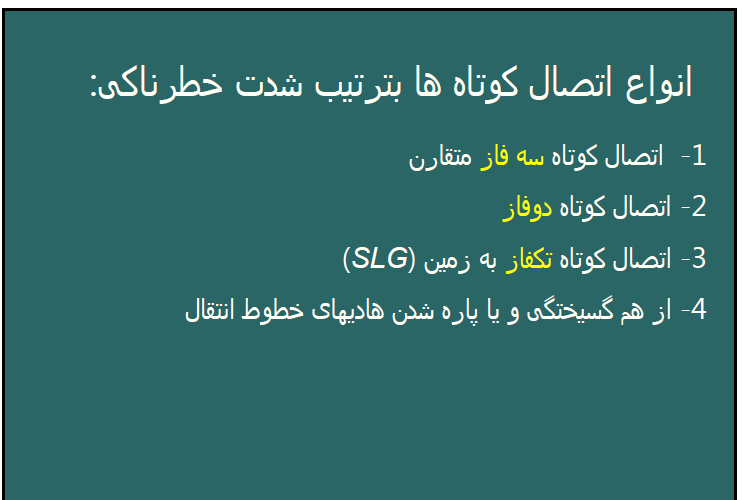 انواع اتصال کوتاه ها بترتیب شدت خطرناکی:
1- اتصال کوتاه سه فاز متقارن
2- اتصال کوتاه دوفاز
3- اتصال کوتاه تکفاز به زمین (SLG)
4- از هم گسیختگی و یا پاره شدن هادیهای خطوط انتقال